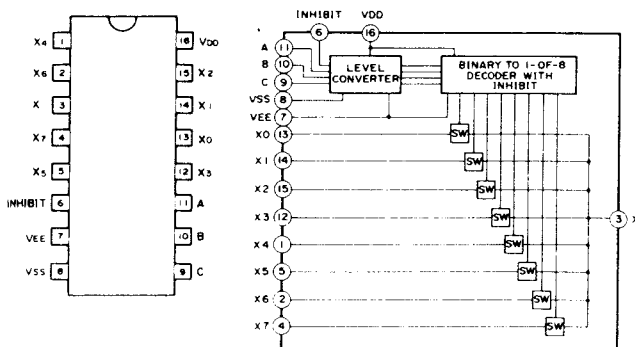 X4 1
16 VDD
X6 2
15 X2
X 3
14 X1
X7 4
13 X0
X5 5
12 X3
INHIBIT 6
11 A
VEE 7
10 B
VSS 8
9 C
INHIBIT VDD
6 16
A 11
B 10
C 9
VSS 8
VEE 7
LEVEL
CONVERTER
BINARY TO 1-OF-8
DECODER WITH
INHIBIT
X0 13
SW
X1 14
SW
X2 15
SW
X3 12
SW
3 X
X4 1
SW
X5 5
SW
X6 2
SW
X7 4
SW